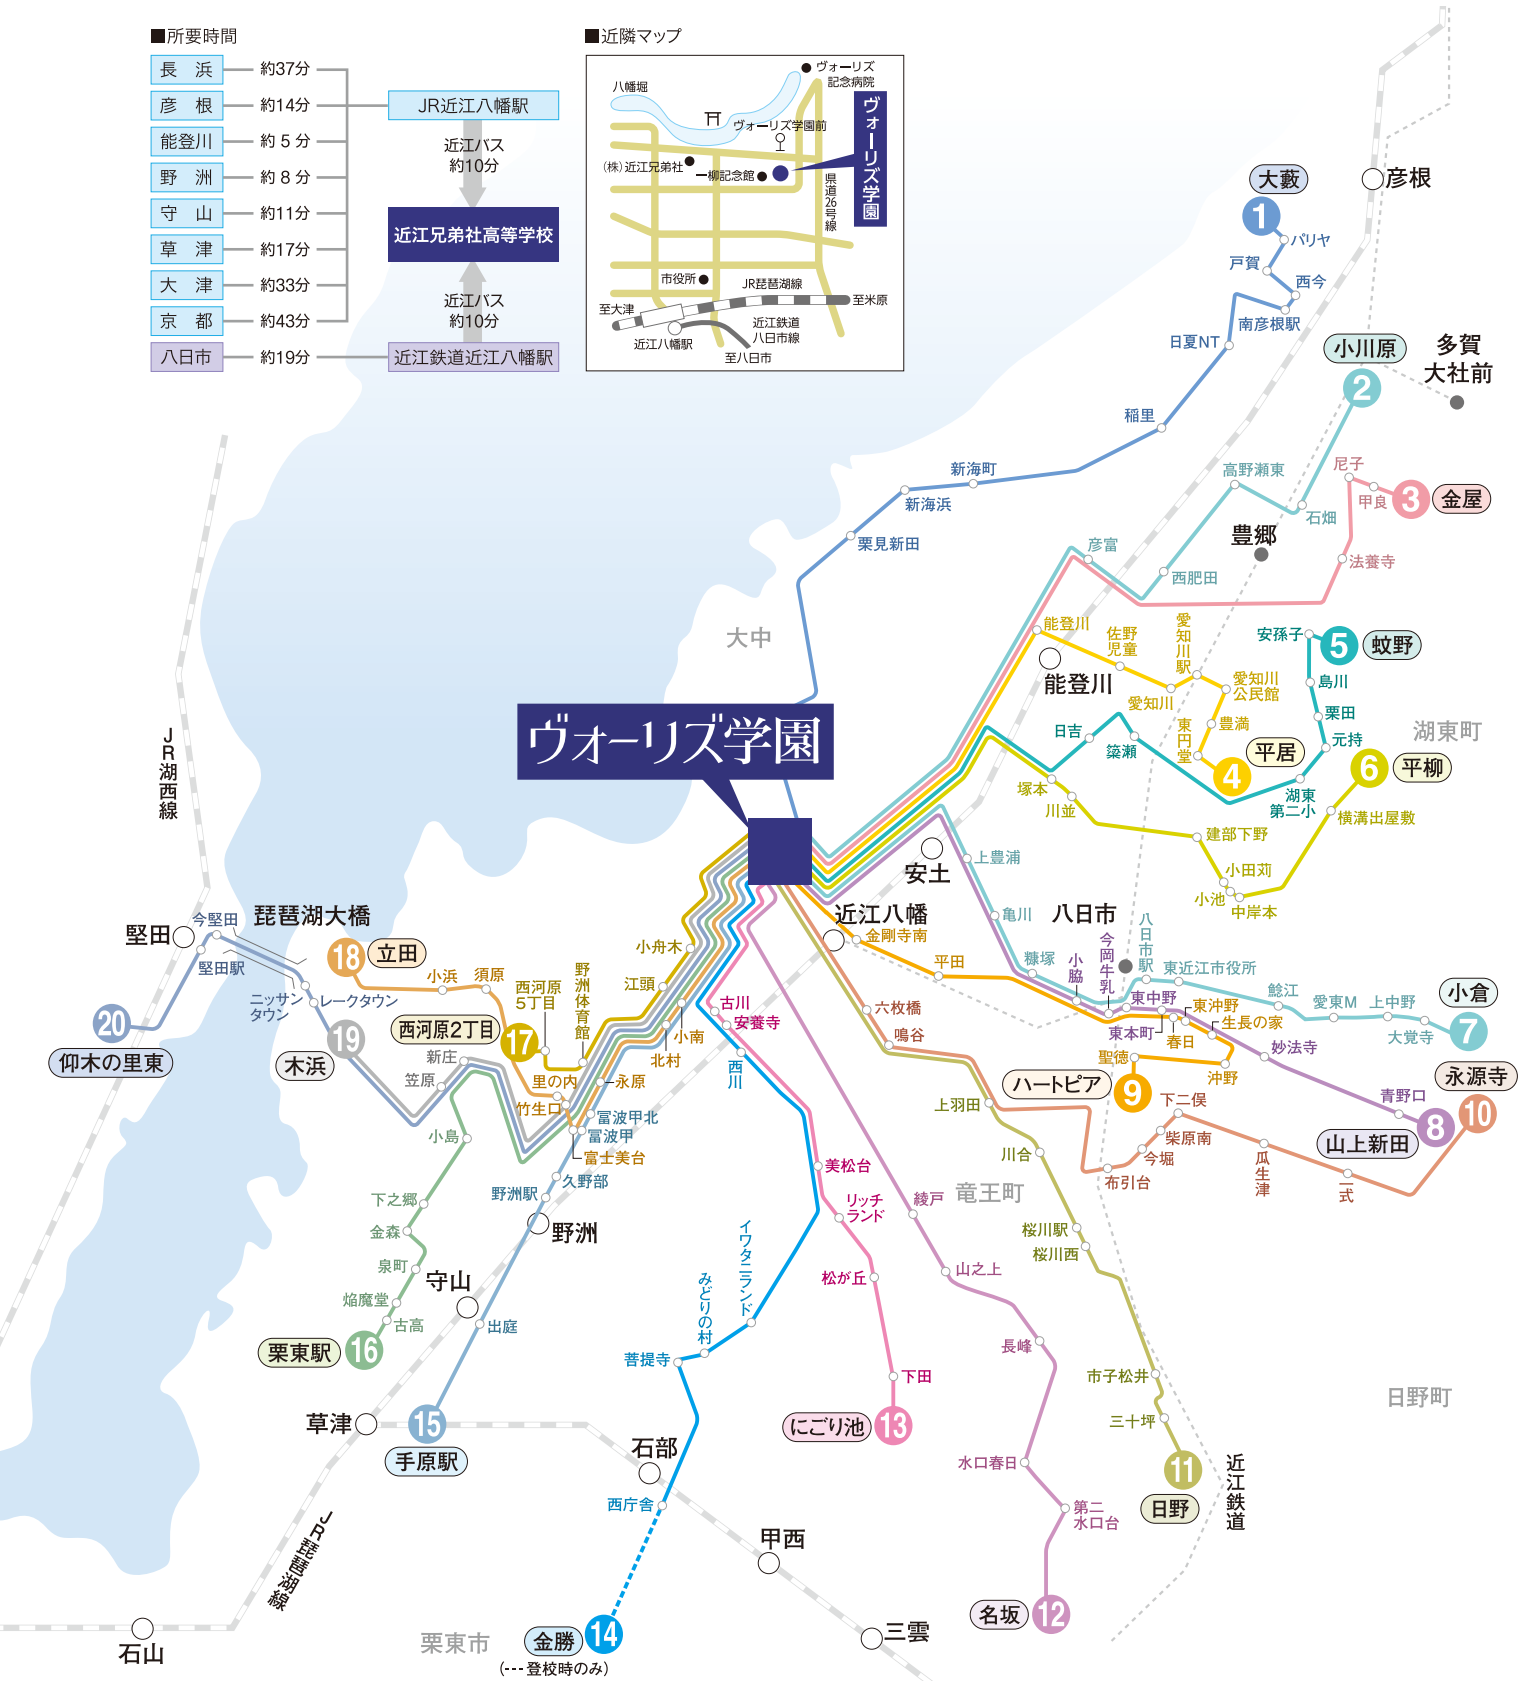 ■所要時間
長 浜 約37分
彦 根 約14分
能登川 約 5 分
野 洲 約 8 分
守 山 約11分
草 津 約17分
大 津 約33分
京 都 約43分
八日市 約19分
JR近江八幡駅
近江バス
約10分
近江兄弟社高等学校
近江バス
約10分
近江鉄道近江八幡駅
■近隣マップ
ヴォーリズ
記念病院
八幡堀
ヴォーリズ学園前
(株)近江兄弟社
一柳記念館
ヴォーリズ学園
県道26号線
市役所
JR琵琶湖線
至大津
至米原
近江鉄道
八日市線
近江八幡駅
至八日市
大藪
1
パリヤ
戸賀
西今
南彦根駅
日夏NT
稲里
新海町
新海浜
栗見新田
彦根
小川原
2
多賀
大社前
高野瀬東
石畑
彦富
西肥田
尼子
甲良
3
金屋
法養寺
豊郷
大中
能登川
佐野
児童
愛知川駅
愛知川
愛知川
公民館
豊満
東円堂
4
平居
能登川
安孫子
5
蚊野
島川
栗田
元持
湖東
第二小
日吉
簗瀬
湖東町
6
平柳
塚本
川並
建部下野
小田苅
小池
中岸本
横溝出屋敷
ヴォーリズ学園
安土
上豊浦
亀川
糠塚
八日市
小脇
今岡牛乳
八日市駅
東近江市役所
鯰江
愛東M
上中野
大覚寺
小倉
7
近江八幡
金剛寺南
平田
東中野
東本町
東沖野
春日
生長の家
沖野
聖徳
ハートピア
9
妙法寺
青野口
8
山上新田
永源寺
10
六枚橋
鳴谷
下二俣
柴原南
今堀
布引台
瓜生津
一式
上羽田
川合
桜川駅
桜川西
市子松井
三十坪
11
日野
竜王町
日野町
近江鉄道
綾戸
山之上
長峰
水口春日
第二
水口台
12
名坂
古川
安養寺
美松台
リッチ
ランド
松が丘
下田
13
にごり池
西川
イワタニランド
みどりの村
菩提寺
西庁舎
14
金勝
(--- 登校時のみ)
栗東市
石部
甲西
三雲
JR湖西線
堅田
今堅田
堅田駅
琵琶湖大橋
ニッサン
タウン
レークタウン
20
仰木の里東
18
立田
小浜
須原
西河原
5丁目
野洲体育館
小舟木
江頭
西河原2丁目
17
19
木浜
新庄
笠原
里の内
竹生口
永原
北村
小南
冨波甲北
冨波甲
富士美台
久野部
野洲駅
野洲
小島
下之郷
金森
泉町
焔魔堂
古高
栗東駅
16
守山
出庭
草津
15
手原駅
JR琵琶湖線
石山